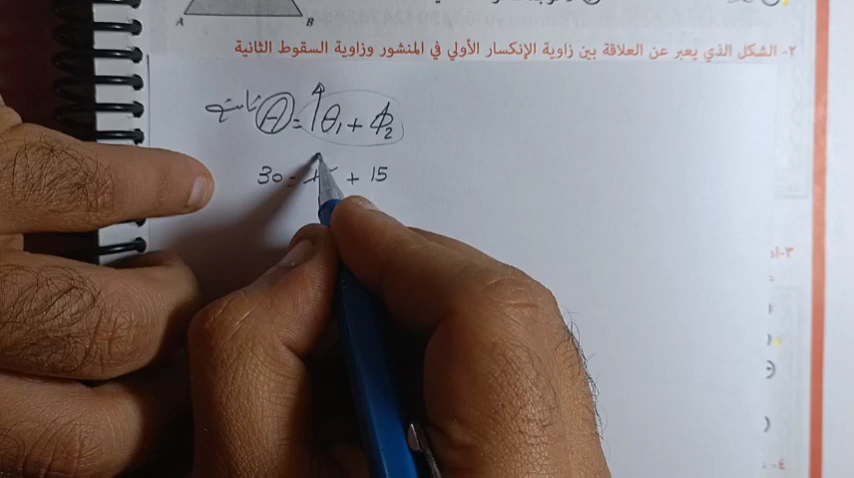 A B
٢- الشكل الذي يعبر عن العلاقة بين زاوية الإنكسار الأولي في المنشور وزاوية السقوط الثانية
ثابت A = ↑θ₁ + ϕ₂
30 = + 15
٣-
٤-